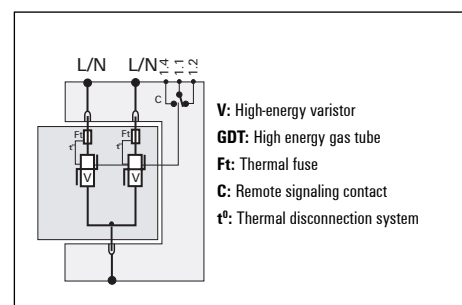 L/N L/N 1.4 1.1 1.2
C
Ft Ft
t° t°
V V
V: High-energy varistor
GDT: High energy gas tube
Ft: Thermal fuse
C: Remote signaling contact
t⁰: Thermal disconnection system